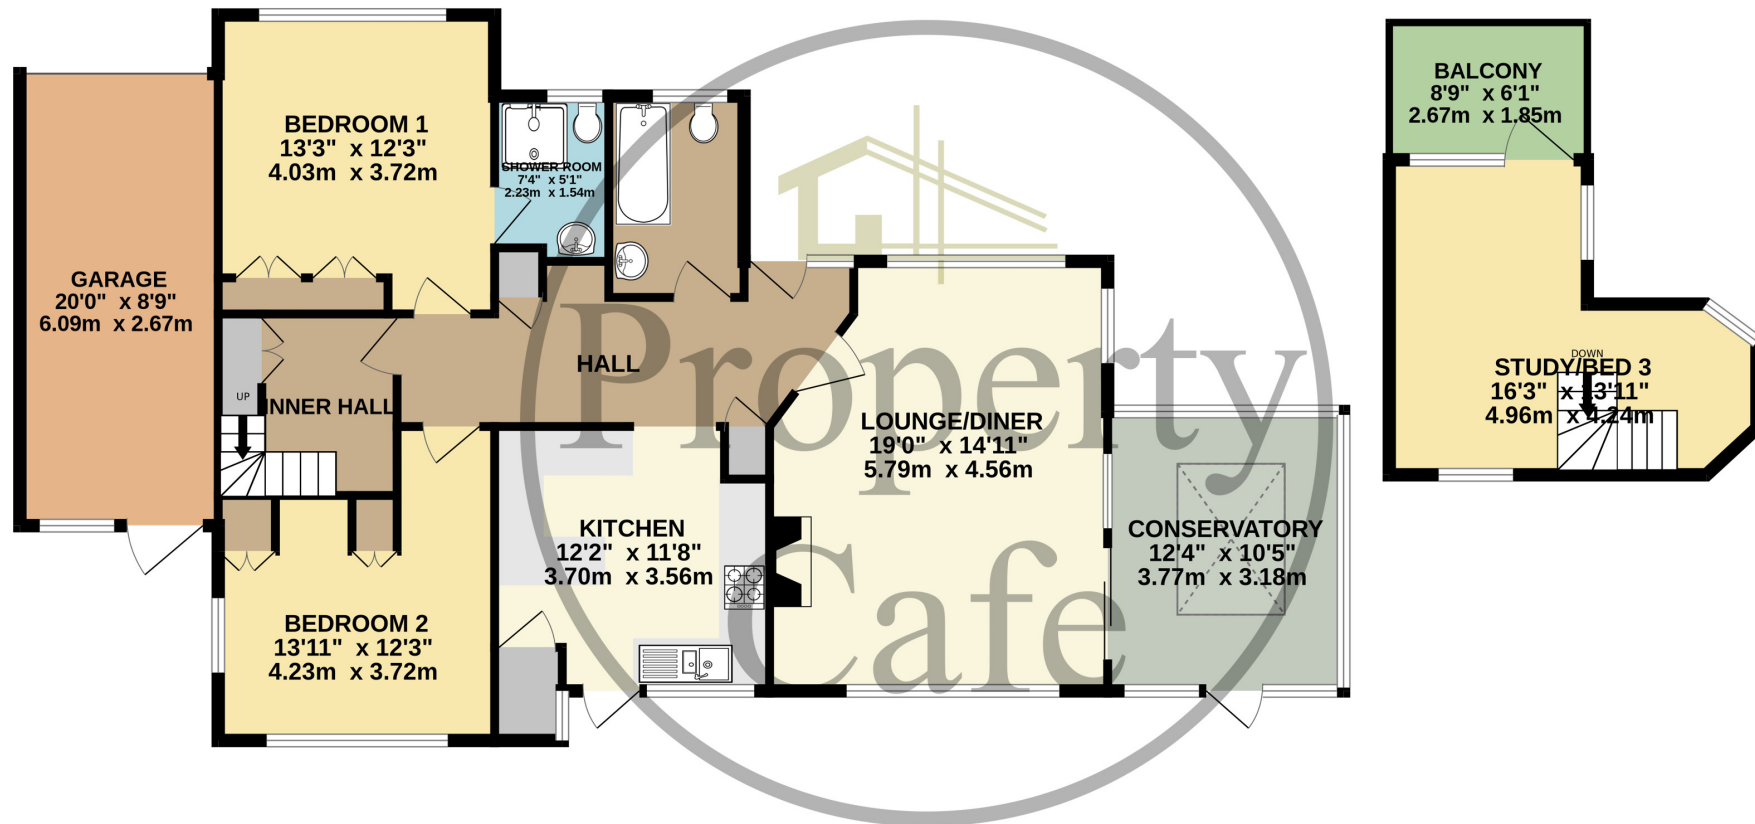 BEDROOM 1
13'3" x 12'3"
4.03m x 3.72m
SHOWER ROOM
7'4" x 5'1"
2.23m x 1.54m
GARAGE
20'0" x 8'9"
6.09m x 2.67m
UP
INNER HALL
HALL
BEDROOM 2
13'11" x 12'3"
4.23m x 3.72m
KITCHEN
12'2" x 11'8"
3.70m x 3.56m
LOUNGE/DINER
19'0" x 14'11"
5.79m x 4.56m
CONSERVATORY
12'4" x 10'5"
3.77m x 3.18m
Property
Cafe
BALCONY
8'9" x 6'1"
2.67m x 1.85m
DOWN
STUDY/BED 3
16'3" x 13'11"
4.96m x 4.24m